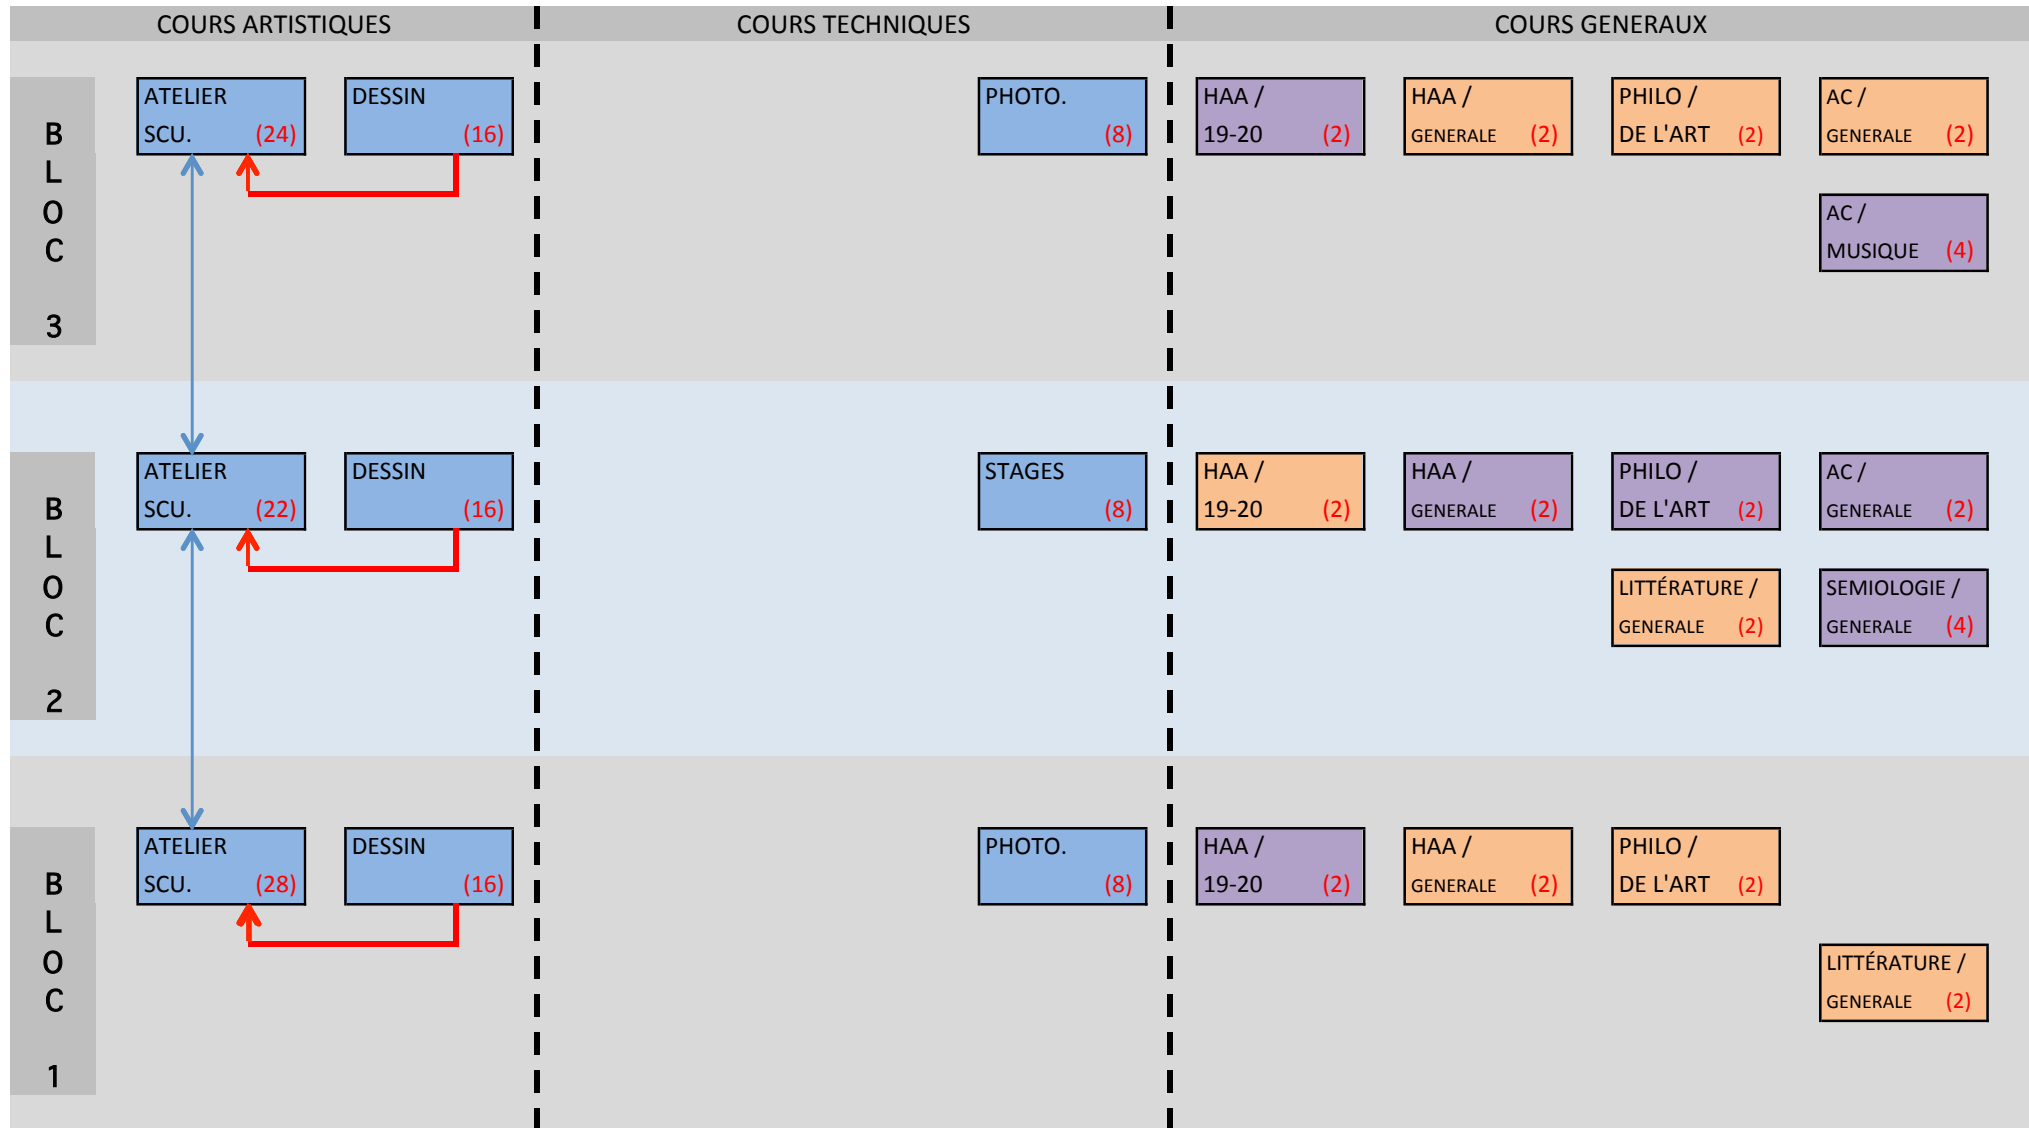 COURS ARTISTIQUES COURS TECHNIQUES COURS GENERAUX
BLOC 3
ATELIER
SCU. (24)
DESSIN
(16)
PHOTO.
(8)
HAA /
19-20 (2)
HAA /
GENERALE (2)
PHILO /
DE L'ART (2)
AC /
GENERALE (2)
AC /
MUSIQUE (4)
BLOC 2
ATELIER
SCU. (22)
DESSIN
(16)
STAGES
(8)
HAA /
19-20 (2)
HAA /
GENERALE (2)
PHILO /
DE L'ART (2)
AC /
GENERALE (2)
LITTÉRATURE /
GENERALE (2)
SEMIOLOGIE /
GENERALE (4)
BLOC 1
ATELIER
SCU. (28)
DESSIN
(16)
PHOTO.
(8)
HAA /
19-20 (2)
HAA /
GENERALE (2)
PHILO /
DE L'ART (2)
LITTÉRATURE /
GENERALE (2)